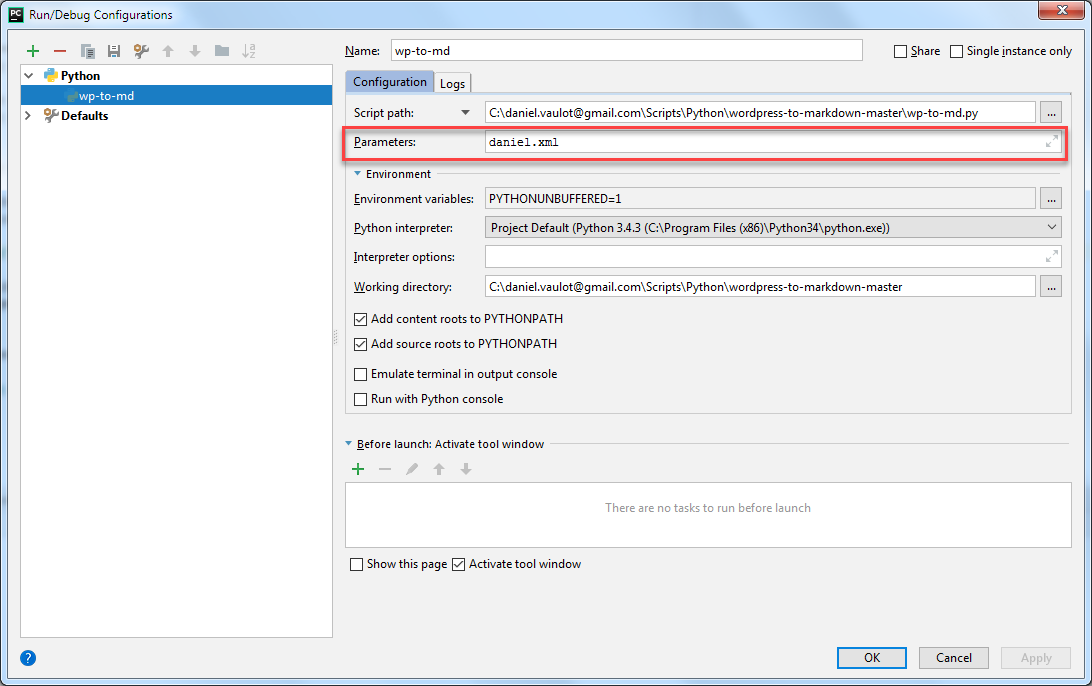 PC Run/Debug Configurations
Name: wp-to-md Share Single instance only
Python
wp-to-md
Defaults
Configuration Logs
Script path: C:\daniel.vaulot@gmail.com\Scripts\Python\wordpress-to-markdown-master\wp-to-md.py ...
Parameters: daniel.xml
Environment
Environment variables: PYTHONUNBUFFERED=1 ...
Python interpreter: Project Default (Python 3.4.3 (C:\Program Files (x86)\Python34\python.exe))
Interpreter options:
Working directory: C:\daniel.vaulot@gmail.com\Scripts\Python\wordpress-to-markdown-master ...
Add content roots to PYTHONPATH
Add source roots to PYTHONPATH
Emulate terminal in output console
Run with Python console
Before launch: Activate tool window
There are no tasks to run before launch
Show this page Activate tool window
? OK Cancel Apply